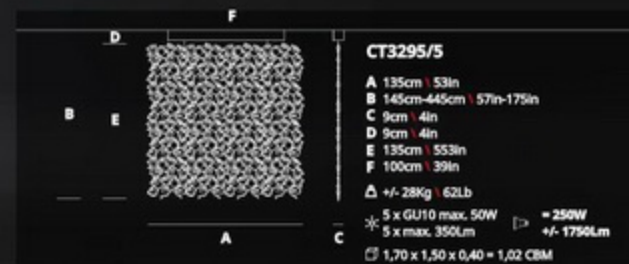 F
D
B
E
A
C
CT3295/5
A 135cm \ 53in
B 145cm-445cm \ 57in-175in
C 9cm \ 4in
D 9cm \ 4in
E 135cm \ 553in
F 100cm \ 39in
+/- 28Kg \ 62Lb
5 x GU10 max. 50W = 250W
5 x max. 350Lm +/- 1750Lm
1,70 x 1,50 x 0,40 = 1,02 CBM